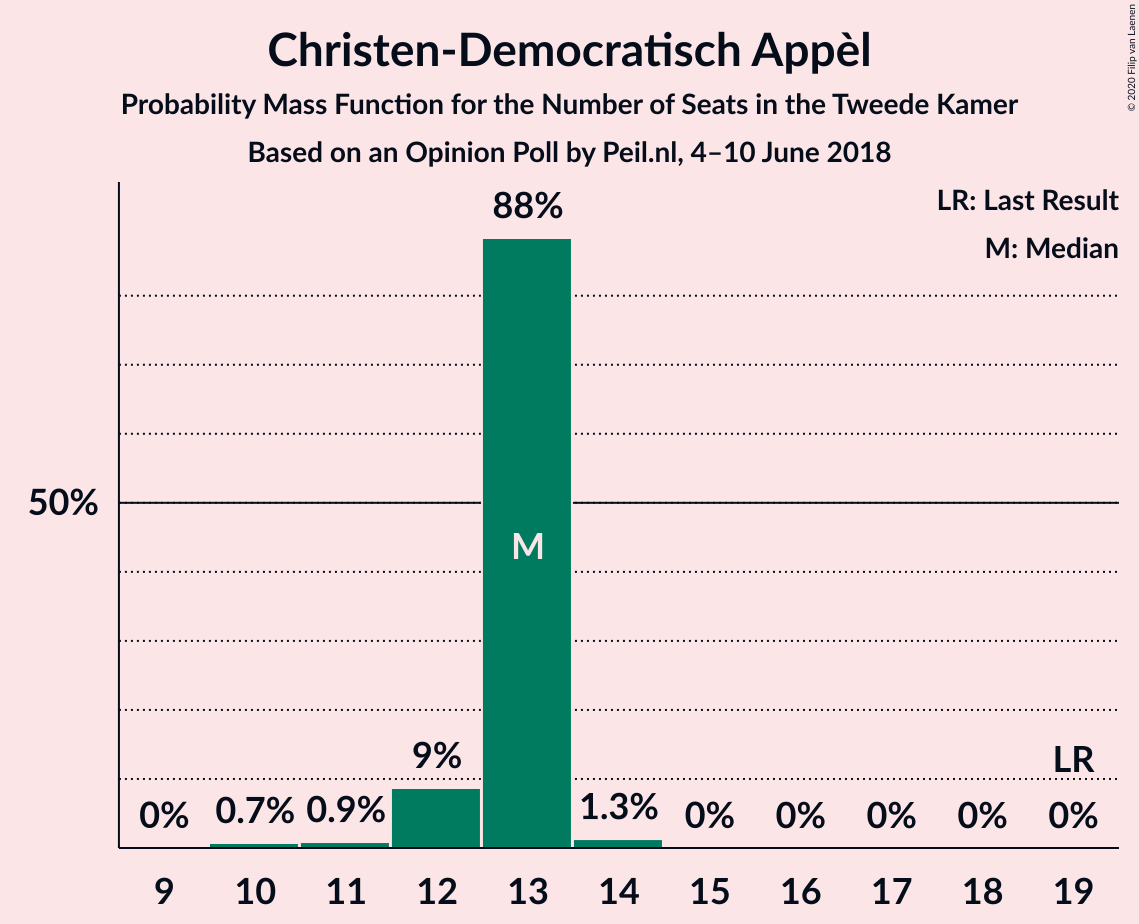 Christen-Democratisch Appèl
Probability Mass Function for the Number of Seats in the Tweede Kamer
Based on an Opinion Poll by Peil.nl, 4–10 June 2018
© 2020 Filip van Laenen
LR: Last Result
M: Median
88%
50%
M
9%
LR
0%
0.7%
0.9%
1.3%
0%
0%
0%
0%
0%
9
10
11
12
13
14
15
16
17
18
19